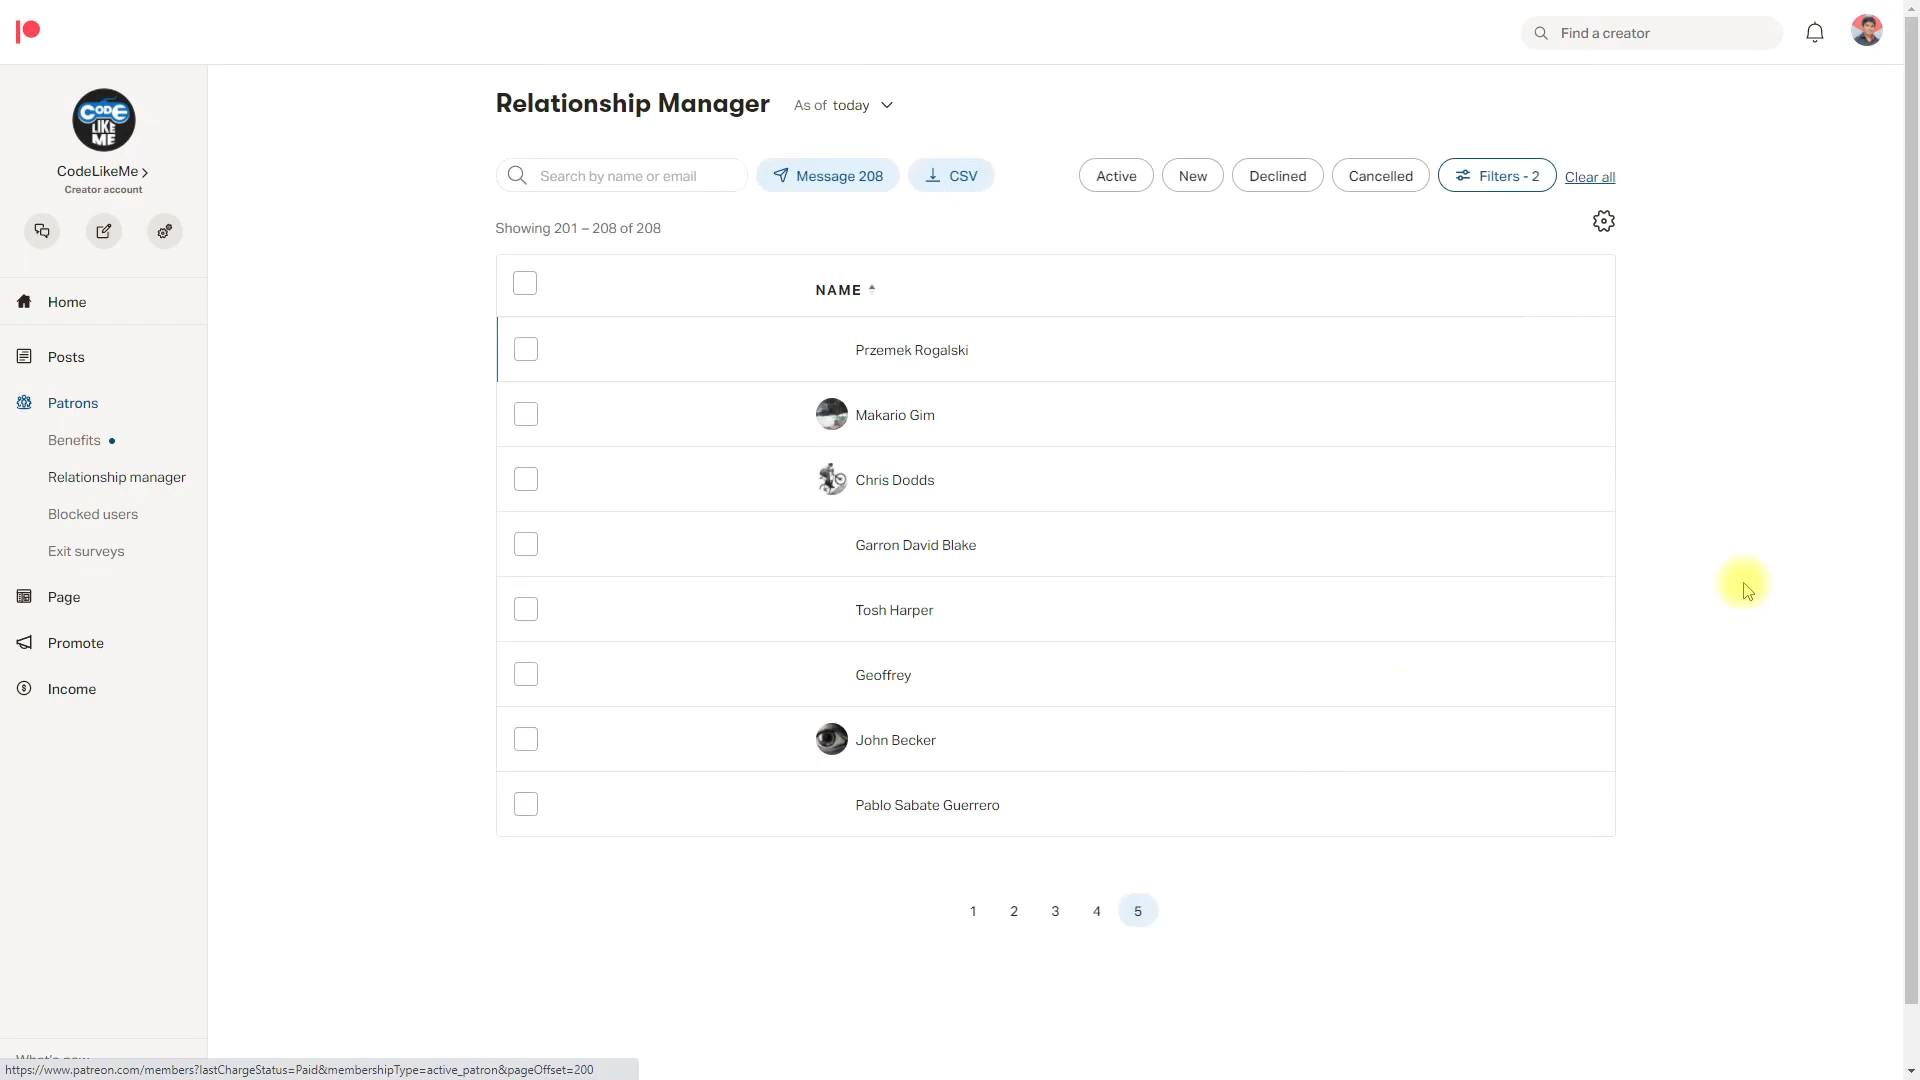 Find a creator
CODE
LIKE
ME
CodeLikeMe
Creator account
Home
Posts
Patrons
Benefits
Relationship manager
Blocked users
Exit surveys
Page
Promote
Income
Relationship Manager
As of today
Search by name or email
Message 208
CSV
Active
New
Declined
Cancelled
Filters - 2
Clear all
Showing 201 – 208 of 208
NAME
Przemek Rogalski
Makario Gim
Chris Dodds
Garron David Blake
Tosh Harper
Geoffrey
John Becker
Pablo Sabate Guerrero
1 2 3 4 5
What's new
https://www.patreon.com/members?lastChargeStatus=Paid&membershipType=active_patron&pageOffset=200